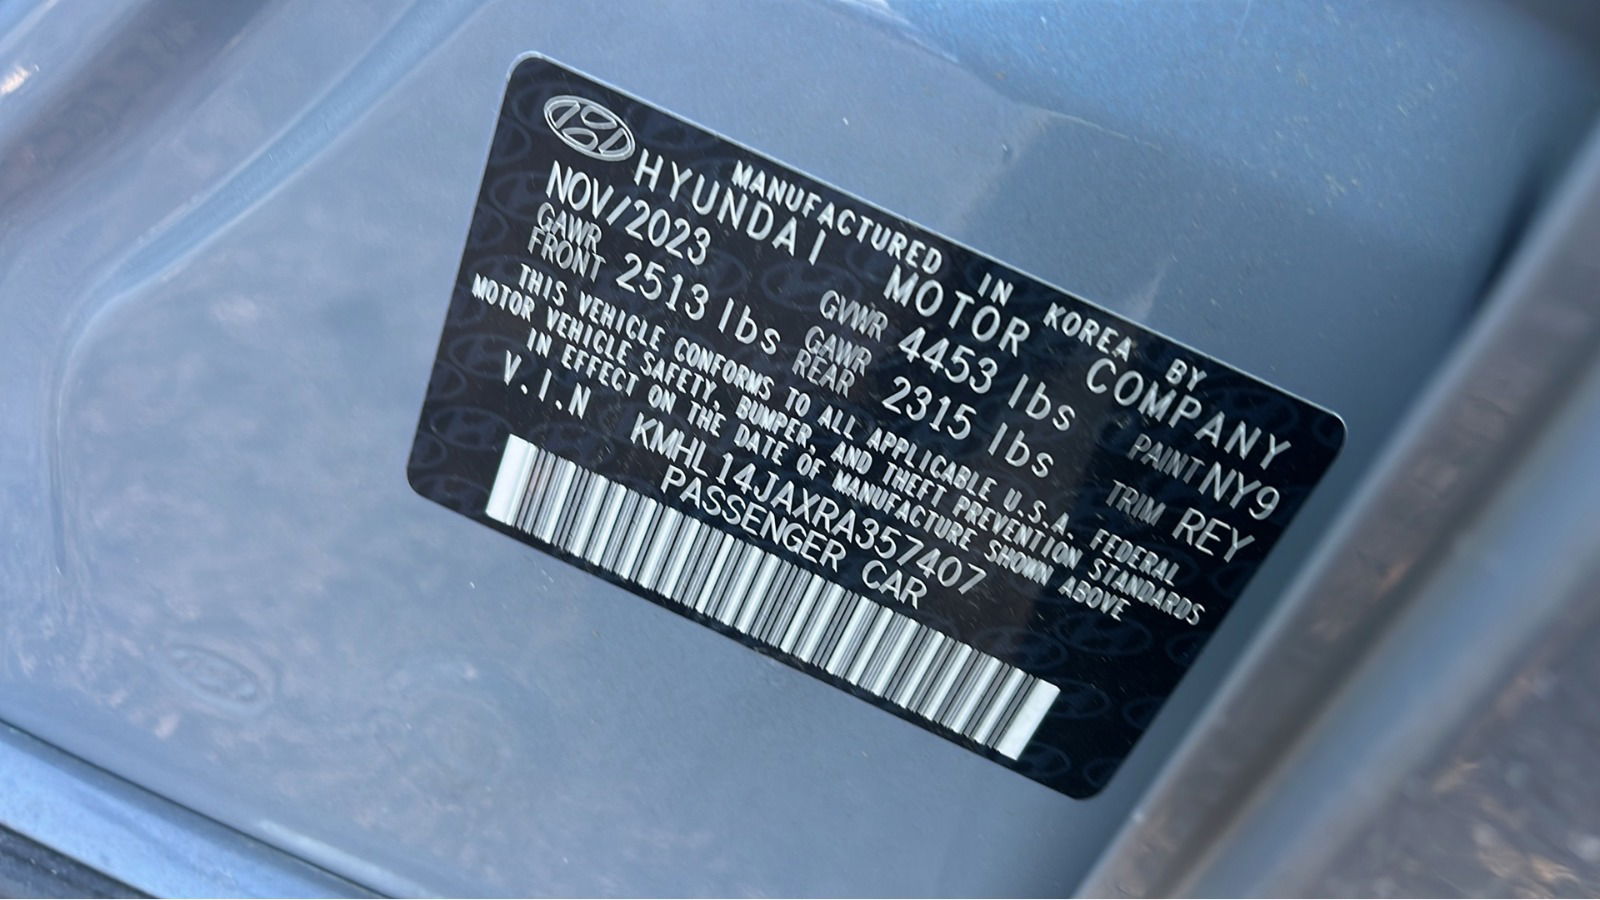 MANUFACTURED IN KOREA BY
HYUNDAI MOTOR COMPANY
NOV/2023 GVWR 4453 lbs PAINT NY9
GAWR FRONT 2513 lbs GAWR REAR 2315 lbs TRIM REY
THIS VEHICLE CONFORMS TO ALL APPLICABLE U.S.A. FEDERAL
MOTOR VEHICLE SAFETY, BUMPER, AND THEFT PREVENTION STANDARDS
IN EFFECT ON THE DATE OF MANUFACTURE SHOWN ABOVE
V.I.N KMHL14JAXRA357407
PASSENGER CAR